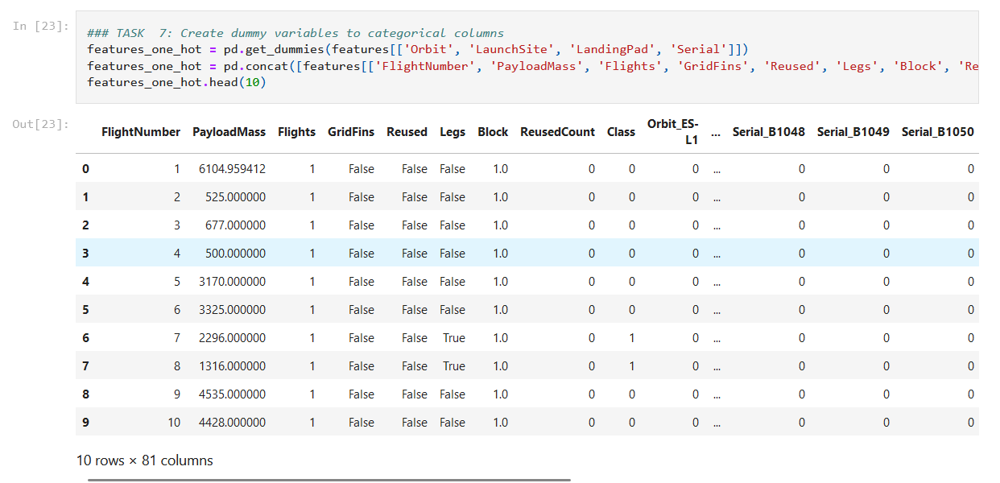 In [23]:
### TASK  7: Create dummy variables to categorical columns
features_one_hot = pd.get_dummies(features[['Orbit', 'LaunchSite', 'LandingPad', 'Serial']])
features_one_hot = pd.concat([features[['FlightNumber', 'PayloadMass', 'Flights', 'GridFins', 'Reused', 'Legs', 'Block', 'Re
features_one_hot.head(10)
Out[23]:
FlightNumber PayloadMass Flights GridFins Reused Legs Block ReusedCount Class Orbit_ES-L1 ... Serial_B1048 Serial_B1049 Serial_B1050
0 1 6104.959412 1 False False False 1.0 0 0 0 ... 0 0 0
1 2 525.000000 1 False False False 1.0 0 0 0 ... 0 0 0
2 3 677.000000 1 False False False 1.0 0 0 0 ... 0 0 0
3 4 500.000000 1 False False False 1.0 0 0 0 ... 0 0 0
4 5 3170.000000 1 False False False 1.0 0 0 0 ... 0 0 0
5 6 3325.000000 1 False False False 1.0 0 0 0 ... 0 0 0
6 7 2296.000000 1 False False True 1.0 0 1 0 ... 0 0 0
7 8 1316.000000 1 False False True 1.0 0 1 0 ... 0 0 0
8 9 4535.000000 1 False False False 1.0 0 0 0 ... 0 0 0
9 10 4428.000000 1 False False False 1.0 0 0 0 ... 0 0 0
10 rows × 81 columns